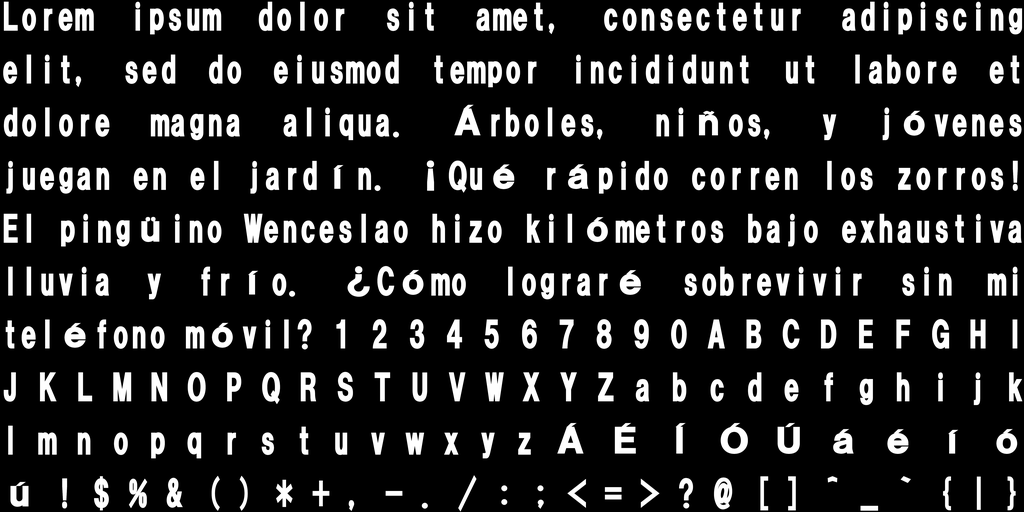 Lorem ipsum dolor sit amet, consectetur adipiscing
elit, sed do eiusmod tempor incididunt ut labore et
dolore magna aliqua. Árboles, niños, y jóvenes
juegan en el jardín. ¡Qué rápido corren los zorros!
El pingüino Wenceslao hizo kilómetros bajo exhaustiva
lluvia y frío. ¿Cómo lograré sobrevivir sin mi
teléfono móvil? 1 2 3 4 5 6 7 8 9 0 A B C D E F G H I
J K L M N O P Q R S T U V W X Y Z a b c d e f g h i j k
l m n o p q r s t u v w x y z Á É Í Ó Ú á é í ó
ú ! $ % & ( ) * + , - . / : ; < = > ? @ [ ] ^ _ ` { | }